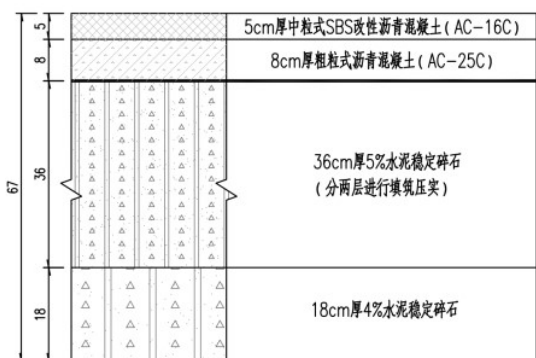 5
5cm厚中粒式SBS改性沥青混凝土(AC-16C)
8
8cm厚粗粒式沥青混凝土(AC-25C)
67
36
36cm厚5%水泥稳定碎石
(分两层进行填筑压实)
18
18cm厚4%水泥稳定碎石